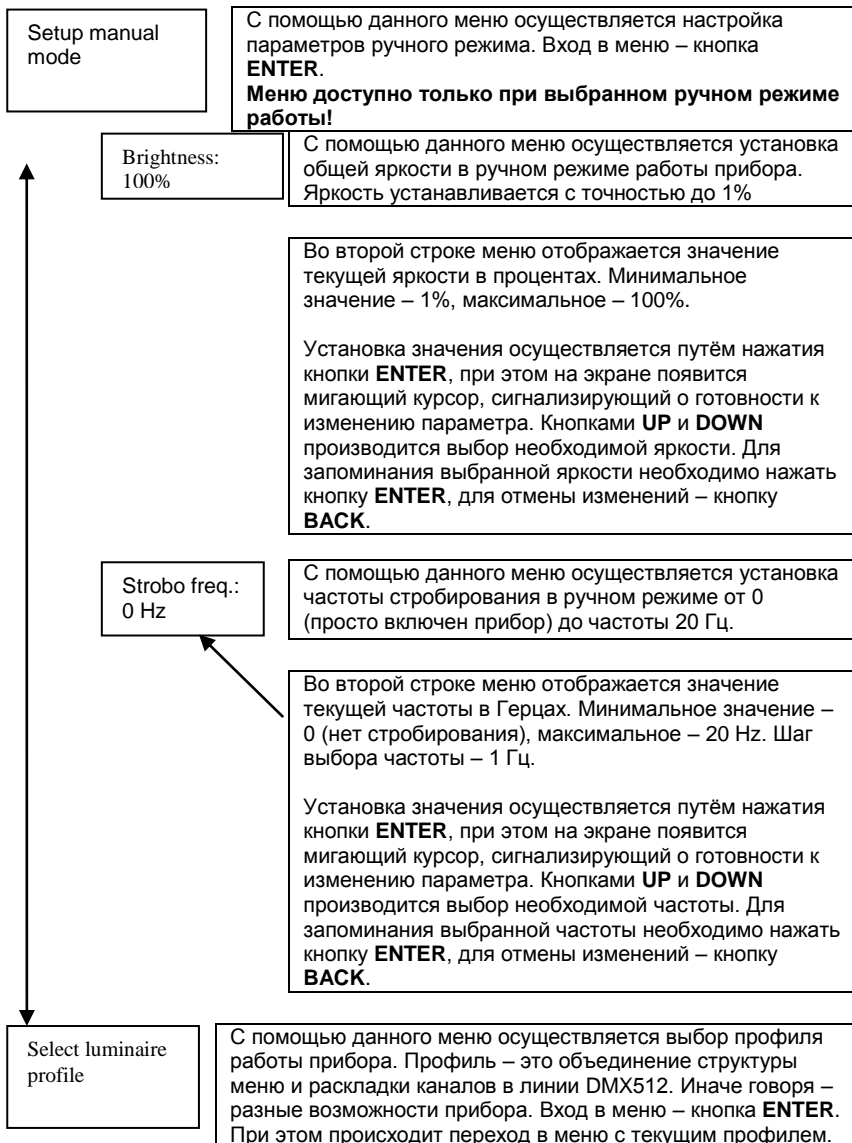 Setup manual
mode
С помощью данного меню осуществляется настройка
параметров ручного режима. Вход в меню – кнопка
ENTER.
Меню доступно только при выбранном ручном режиме
работы!
Brightness:
100%
С помощью данного меню осуществляется установка
общей яркости в ручном режиме работы прибора.
Яркость устанавливается с точностью до 1%
Во второй строке меню отображается значение
текущей яркости в процентах. Минимальное
значение – 1%, максимальное – 100%.
Установка значения осуществляется путём нажатия
кнопки ENTER, при этом на экране появится
мигающий курсор, сигнализирующий о готовности к
изменению параметра. Кнопками UP и DOWN
производится выбор необходимой яркости. Для
запоминания выбранной яркости необходимо нажать
кнопку ENTER, для отмены изменений – кнопку
BACK.
Strobo freq.:
0 Hz
С помощью данного меню осуществляется установка
частоты стробирования в ручном режиме от 0
(просто включен прибор) до частоты 20 Гц.
Во второй строке меню отображается значение
текущей частоты в Герцах. Минимальное значение –
0 (нет стробирования), максимальное – 20 Hz. Шаг
выбора частоты – 1 Гц.
Установка значения осуществляется путём нажатия
кнопки ENTER, при этом на экране появится
мигающий курсор, сигнализирующий о готовности к
изменению параметра. Кнопками UP и DOWN
производится выбор необходимой частоты. Для
запоминания выбранной частоты необходимо нажать
кнопку ENTER, для отмены изменений – кнопку
BACK.
Select luminaire
profile
С помощью данного меню осуществляется выбор профиля
работы прибора. Профиль – это объединение структуры
меню и раскладки каналов в линии DMX512. Иначе говоря –
разные возможности прибора. Вход в меню – кнопка ENTER.
При этом происходит переход в меню с текущим профилем.